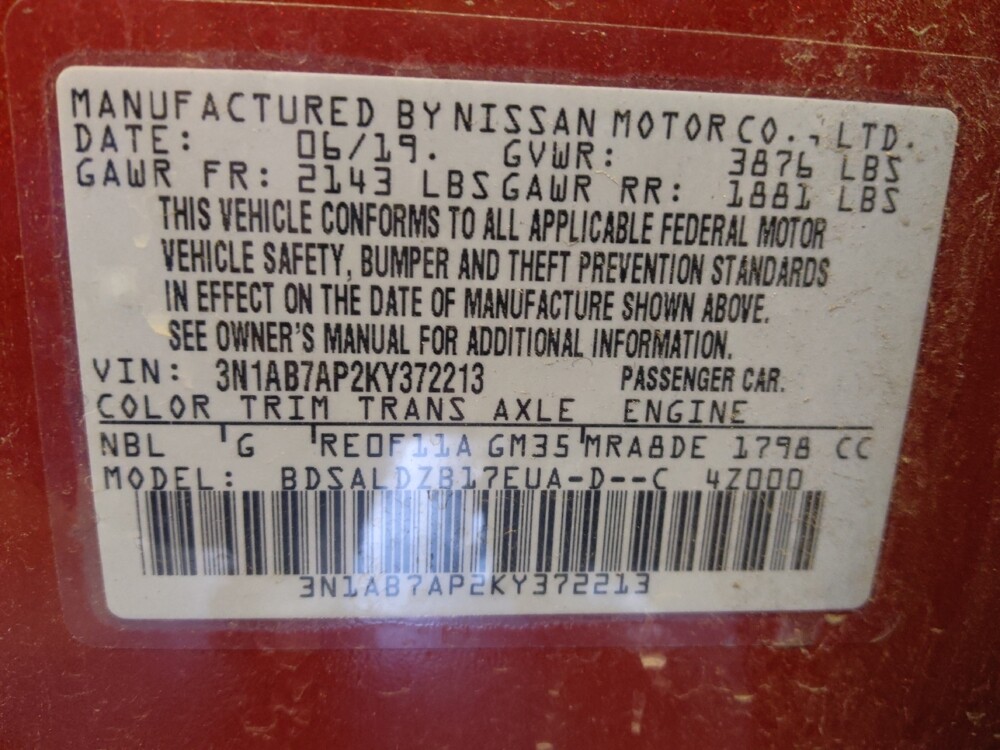 MANUFACTURED BY NISSAN MOTOR CO., LTD.
DATE: 06/19. GVWR: 3876 LBS
GAWR FR: 2143 LBS GAWR RR: 1881 LBS
THIS VEHICLE CONFORMS TO ALL APPLICABLE FEDERAL MOTOR
VEHICLE SAFETY, BUMPER AND THEFT PREVENTION STANDARDS
IN EFFECT ON THE DATE OF MANUFACTURE SHOWN ABOVE.
SEE OWNER'S MANUAL FOR ADDITIONAL INFORMATION.
VIN: 3N1AB7AP2KY372213 PASSENGER CAR.
COLOR TRIM TRANS AXLE ENGINE
NBL G RE0F11A GM35 MRA8DE 1798 CC
MODEL: BDSALDZB17EUA-D--C 4Z000
3N1AB7AP2KY372213